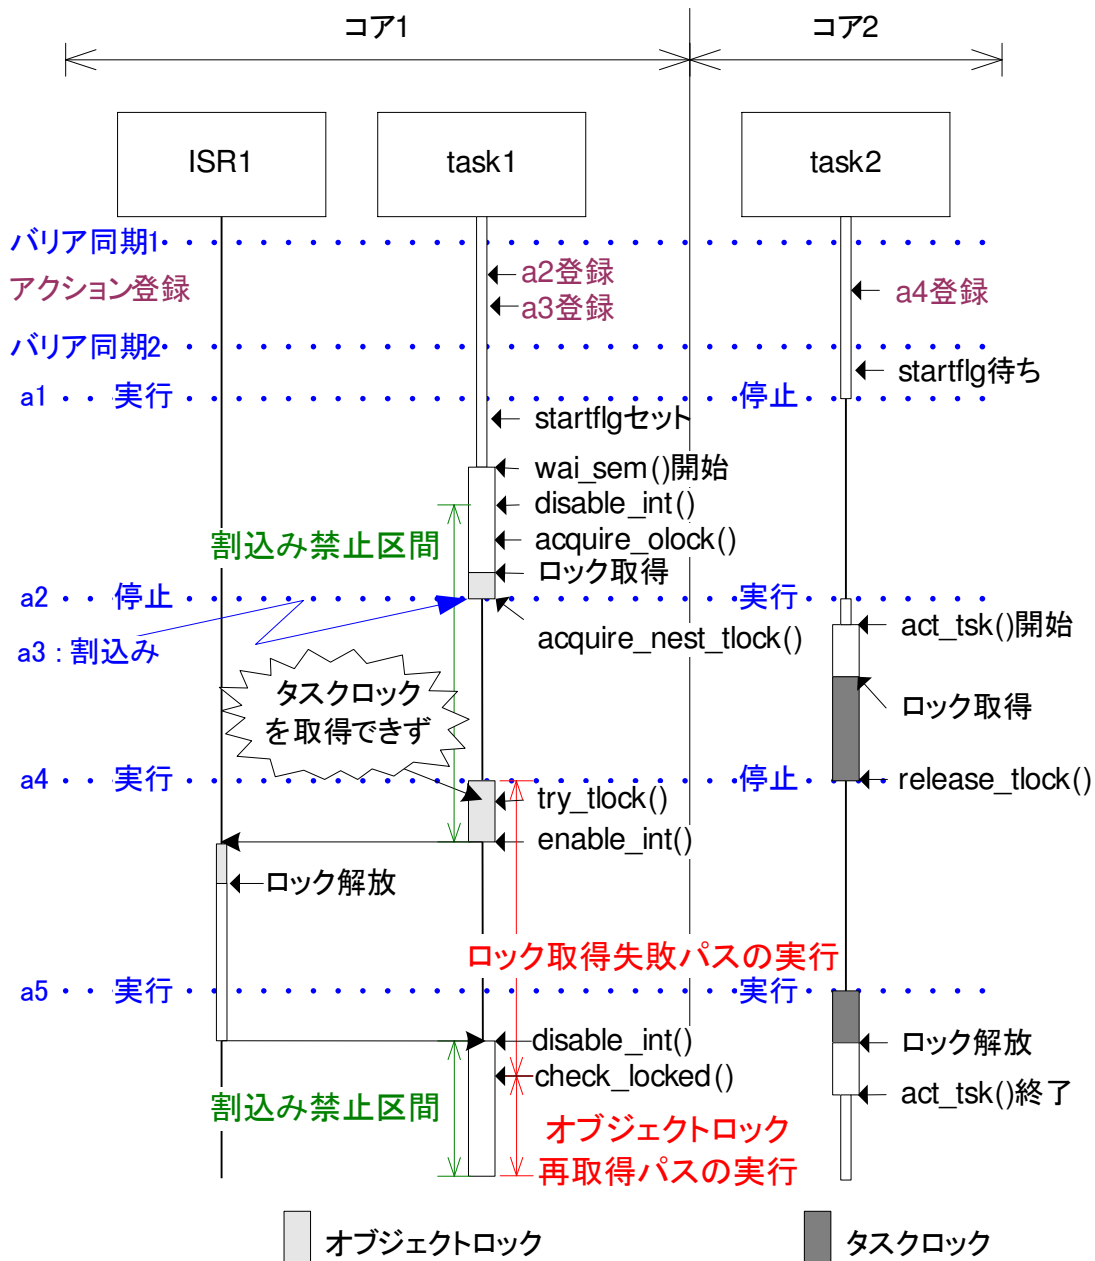 コア1
コア2
ISR1
task1
task2
バリア同期1
アクション登録
a2登録
a3登録
a4登録
バリア同期2
startflg待ち
a1
実行
停止
startflgセット
wai_sem()開始
disable_int()
割込み禁止区間
acquire_olock()
ロック取得
a2
停止
実行
act_tsk()開始
a3 : 割込み
acquire_nest_tlock()
タスクロック
を取得できず
ロック取得
a4
実行
停止
release_tlock()
try_tlock()
enable_int()
ロック解放
ロック取得失敗パスの実行
a5
実行
実行
disable_int()
ロック解放
check_locked()
act_tsk()終了
割込み禁止区間
オブジェクトロック
再取得パスの実行
オブジェクトロック
タスクロック